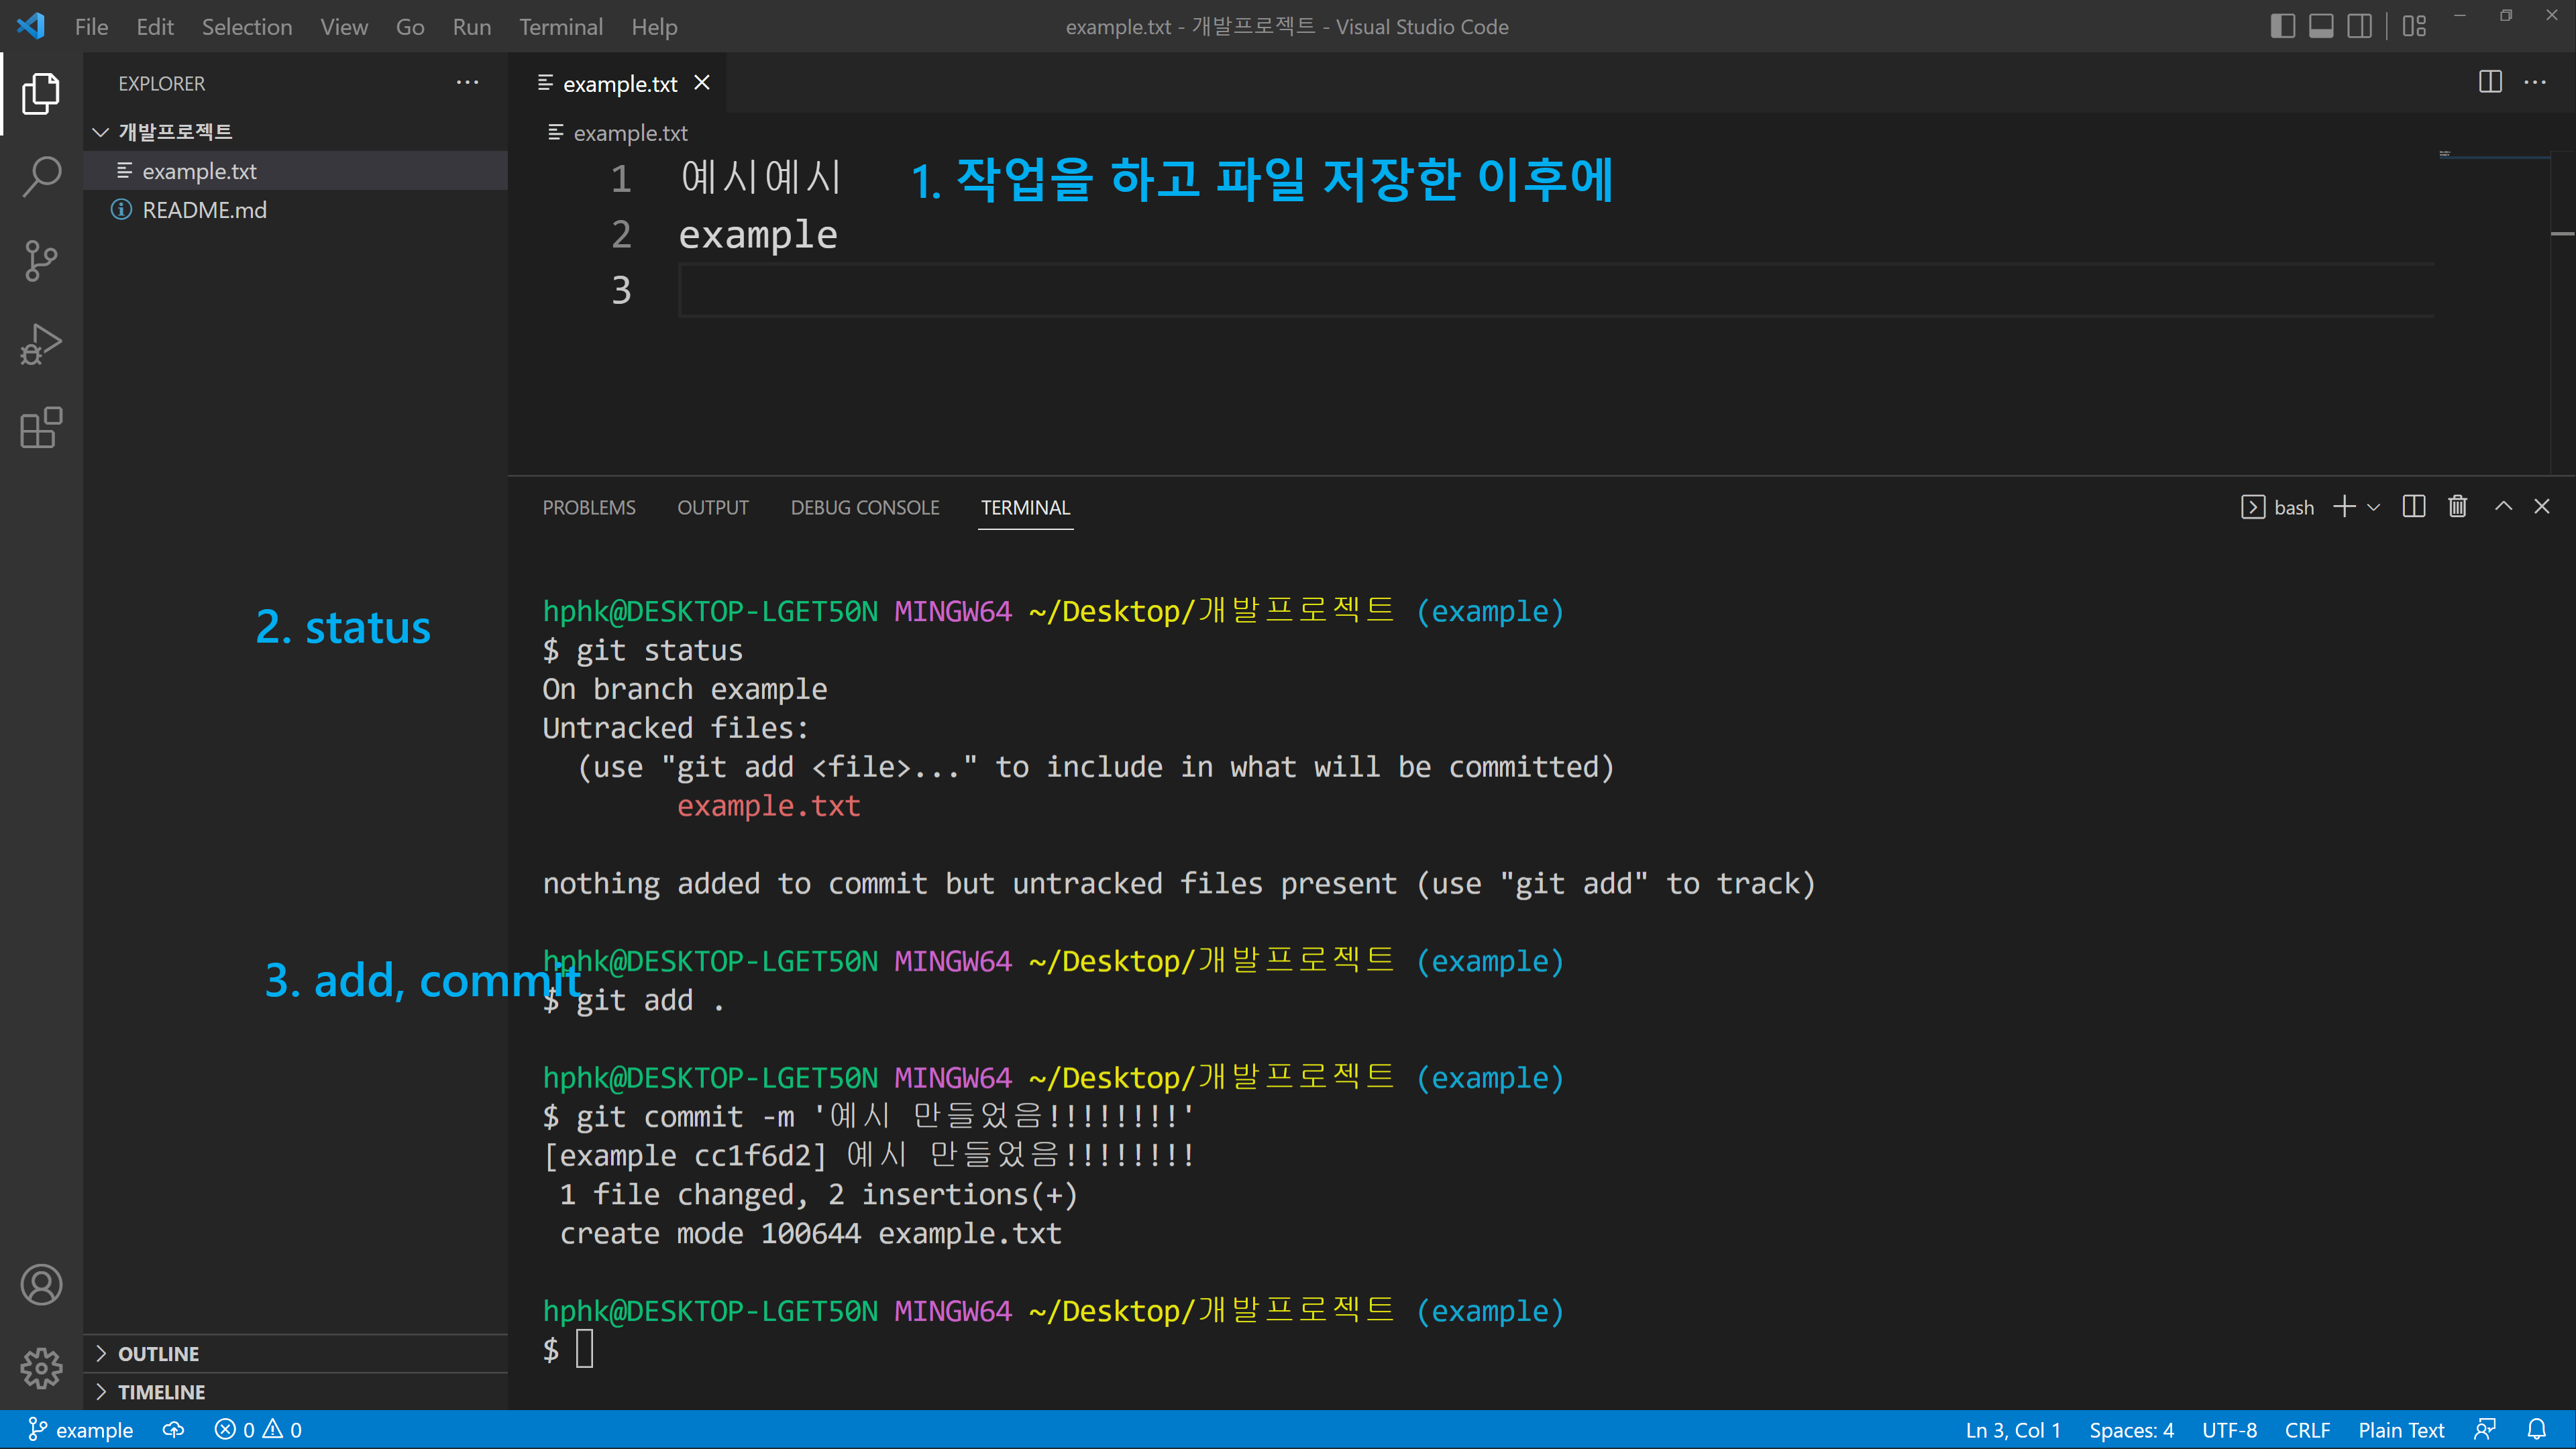 File Edit Selection View Go Run Terminal Help
example.txt - 개발프로젝트 - Visual Studio Code
EXPLORER
개발프로젝트
example.txt
README.md
example.txt
example.txt
1 예시예시
2 example
3
1. 작업을 하고 파일 저장한 이후에
PROBLEMS OUTPUT DEBUG CONSOLE TERMINAL
bash
2. status
hphk@DESKTOP-LGET50N MINGW64 ~/Desktop/개발프로젝트 (example)
$ git status
On branch example
Untracked files:
(use "git add <file>..." to include in what will be committed)
example.txt
nothing added to commit but untracked files present (use "git add" to track)
3. add, commit
hphk@DESKTOP-LGET50N MINGW64 ~/Desktop/개발프로젝트 (example)
$ git add .
hphk@DESKTOP-LGET50N MINGW64 ~/Desktop/개발프로젝트 (example)
$ git commit -m '예시 만들었음!!!!!!!!'
[example cc1f6d2] 예시 만들었음!!!!!!!!
1 file changed, 2 insertions(+)
create mode 100644 example.txt
hphk@DESKTOP-LGET50N MINGW64 ~/Desktop/개발프로젝트 (example)
$
OUTLINE
TIMELINE
example 0 0
Ln 3, Col 1 Spaces: 4 UTF-8 CRLF Plain Text